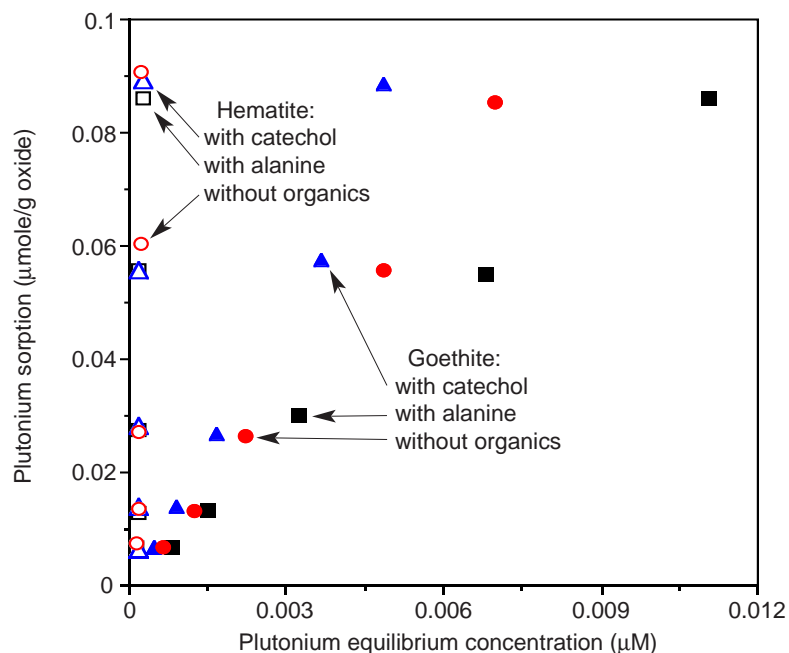 0.1
0.08
0.06
0.04
0.02
0
Plutonium sorption (μmole/g oxide)
Hematite:
with catechol
with alanine
without organics
Goethite:
with catechol
with alanine
without organics
0
0.003
0.006
0.009
0.012
Plutonium equilibrium concentration (μM)